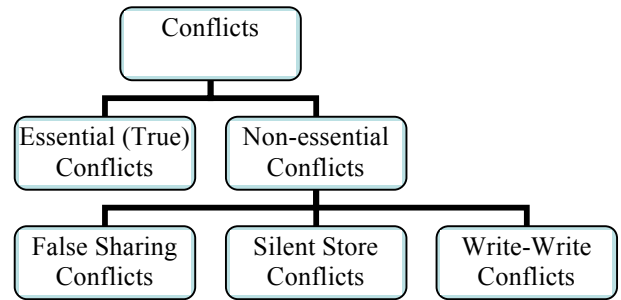 Conflicts
Essential (True)
Conflicts
Non-essential
Conflicts
False Sharing
Conflicts
Silent Store
Conflicts
Write-Write
Conflicts